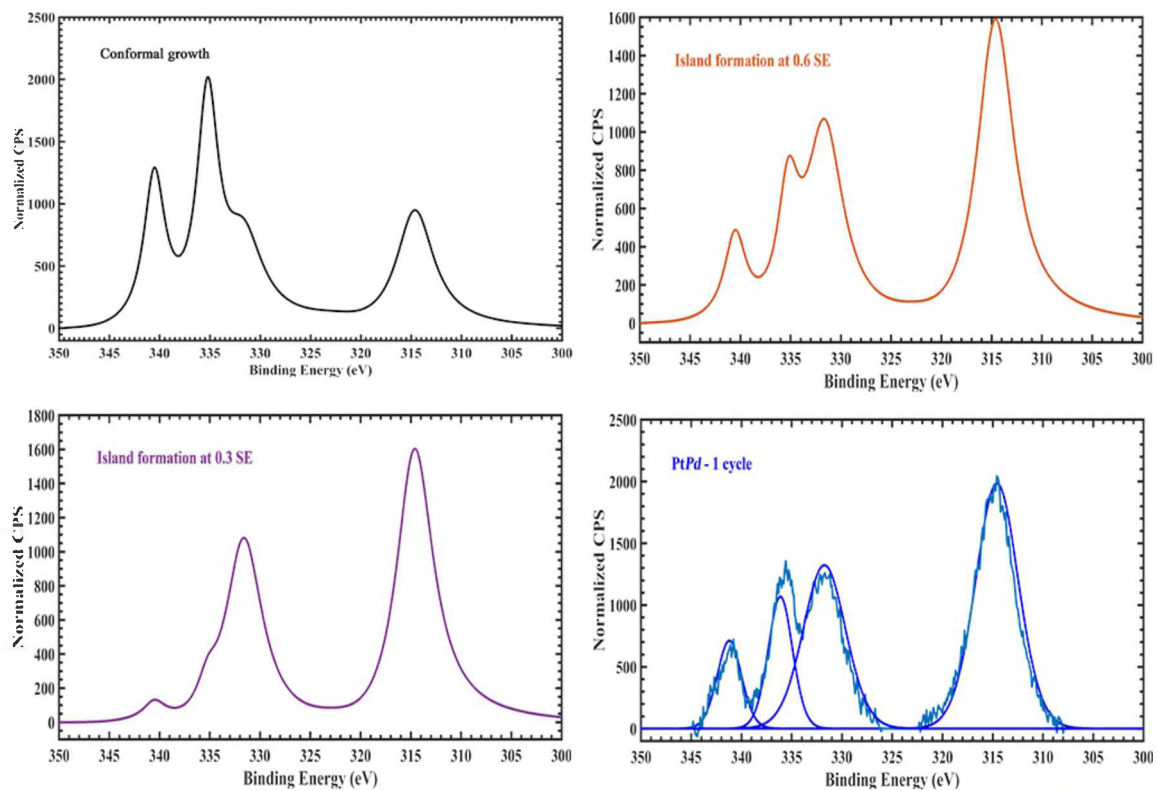 2500
Conformal growth
2000
1500
1000
500
0
Normalized CPS
350 345 340 335 330 325 320 315 310 305 300
Binding Energy (eV)
1600
Island formation at 0.6 SE
1400
1200
1000
800
600
400
200
0
Normalized CPS
350 345 340 335 330 325 320 315 310 305 300
Binding Energy (eV)
1800
Island formation at 0.3 SE
1600
1400
1200
1000
800
600
400
200
0
Normalized CPS
350 345 340 335 330 325 320 315 310 305 300
Binding Energy (eV)
2500
PtPd - 1 cycle
2000
1500
1000
500
0
Normalized CPS
350 345 340 335 330 325 320 315 310 305 300
Binding Energy (eV)